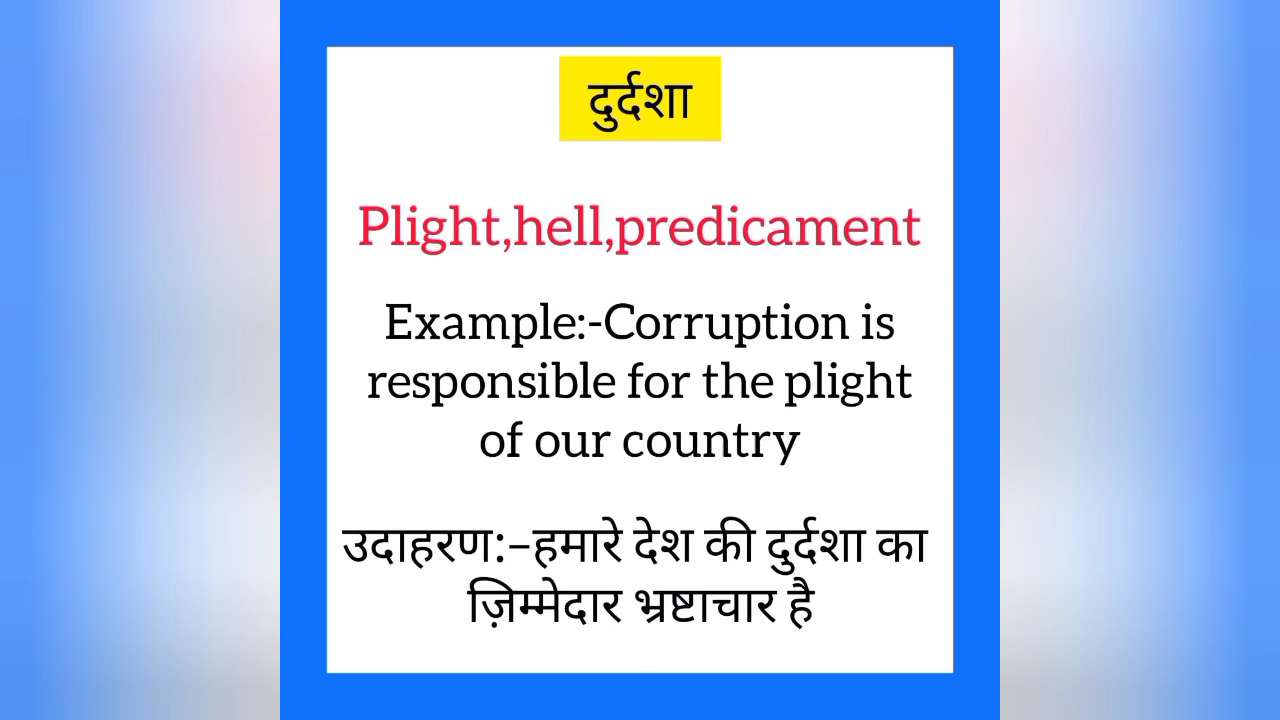 दुर्दशा
Plight,hell,predicament
Example:-Corruption is
responsible for the plight
of our country
उदाहरण:–हमारे देश की दुर्दशा का
ज़िम्मेदार भ्रष्टाचार है